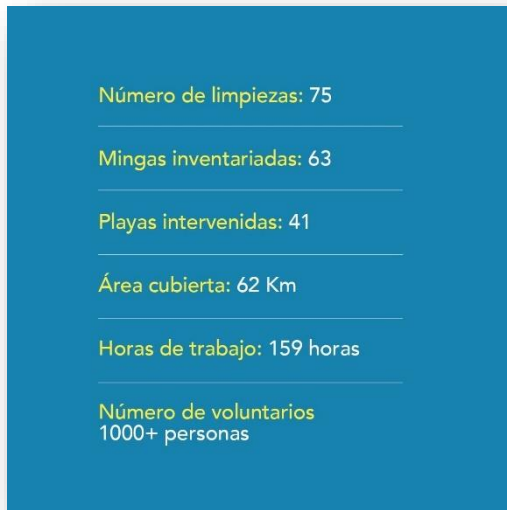 Número de limpiezas: 75
Mingas inventariadas: 63
Playas intervenidas: 41
Área cubierta: 62 Km
Horas de trabajo: 159 horas
Número de voluntarios
1000+ personas